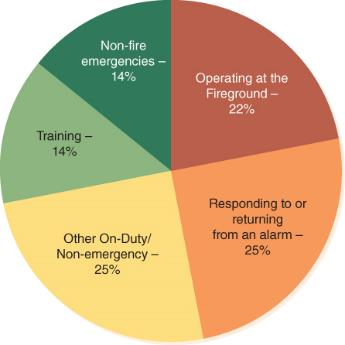 Non-fire
emergencies –
14%
Operating at the
Fireground –
22%
Training –
14%
Responding to or
returning
from an alarm –
25%
Other On-Duty/
Non-emergency –
25%